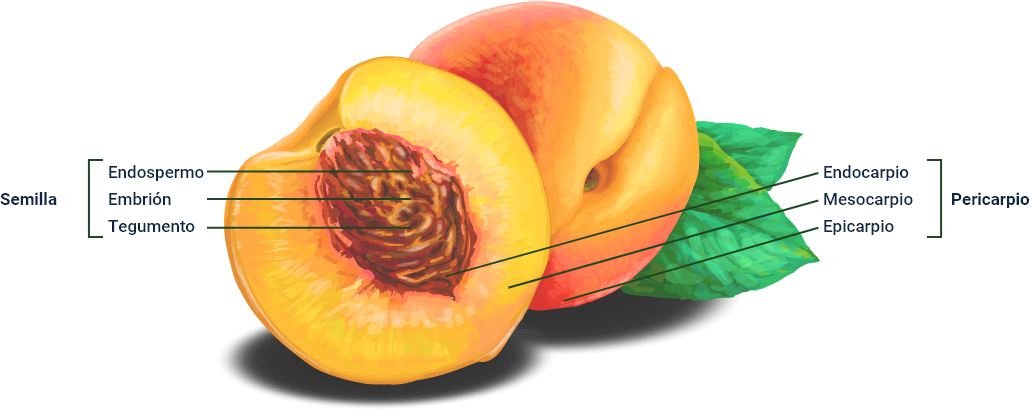 Semilla
Endospermo
Embrión
Tegumento
Endocarpio
Mesocarpio
Epicarpio
Pericarpio